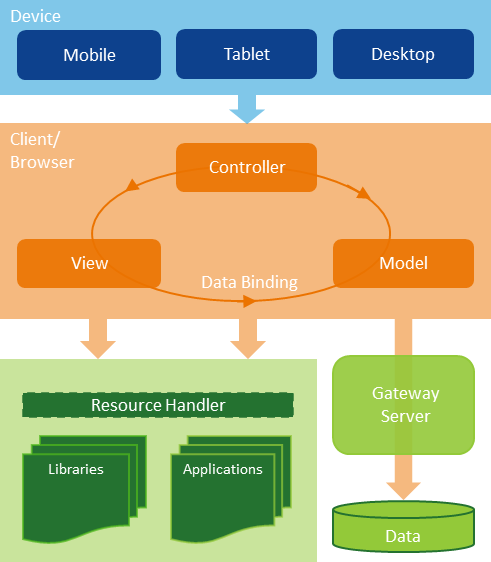 Device
Mobile
Tablet
Desktop
Client/
Browser
Controller
View
Data Binding
Model
Resource Handler
Libraries
Applications
Gateway
Server
Data